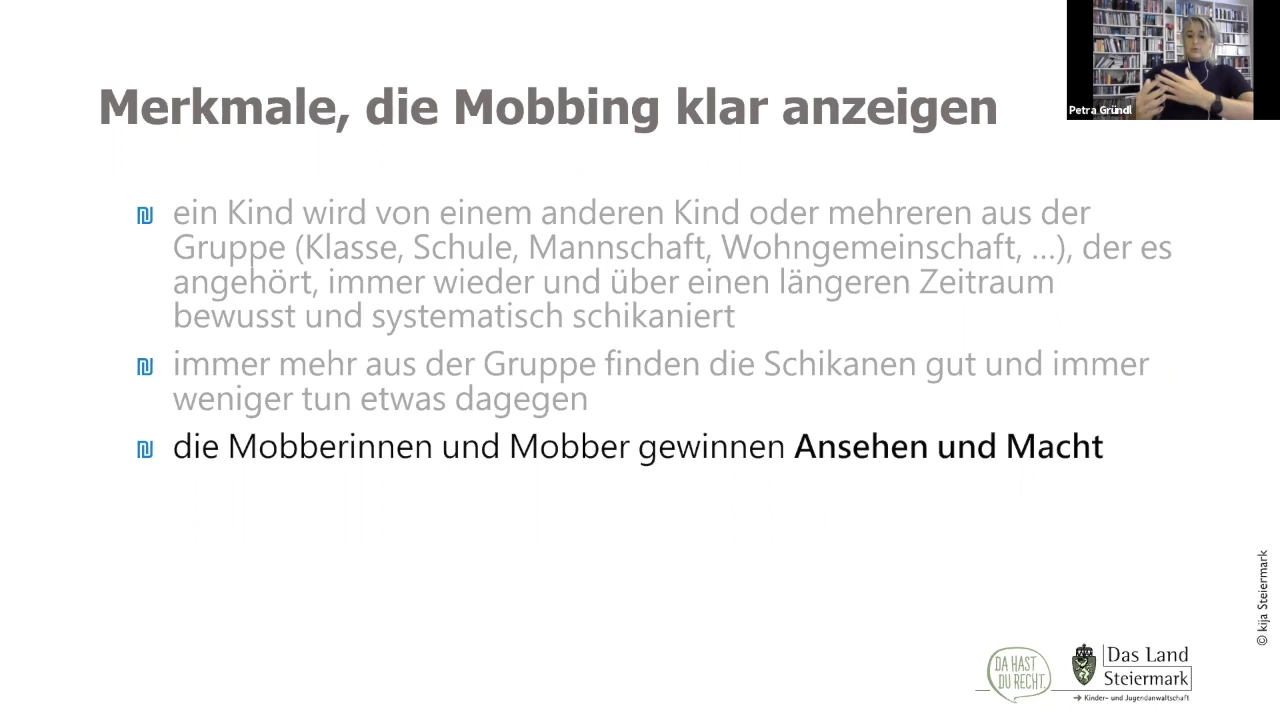 Petra Gründl
Merkmale, die Mobbing klar anzeigen
ein Kind wird von einem anderen Kind oder mehreren aus der
Gruppe (Klasse, Schule, Mannschaft, Wohngemeinschaft, ...), der es
angehört, immer wieder und über einen längeren Zeitraum
bewusst und systematisch schikaniert
immer mehr aus der Gruppe finden die Schikanen gut und immer
weniger tun etwas dagegen
die Mobberinnen und Mobber gewinnen Ansehen und Macht
© kija Steiermark
DA HAST
DU RECHT.
Das Land
Steiermark
→ Kinder- und Jugendanwaltschaft